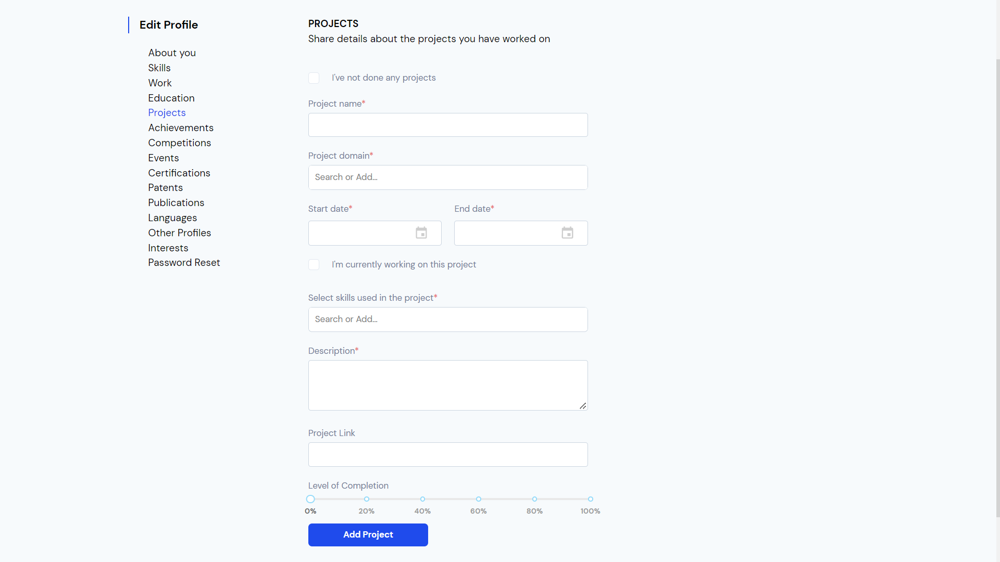 Edit Profile
About you
Skills
Work
Education
Projects
Achievements
Competitions
Events
Certifications
Patents
Publications
Languages
Other Profiles
Interests
Password Reset
PROJECTS
Share details about the projects you have worked on
I've not done any projects
Project name*
Project domain*
Search or Add...
Start date* End date*
I'm currently working on this project
Select skills used in the project*
Search or Add...
Description*
Project Link
Level of Completion
0% 20% 40% 60% 80% 100%
Add Project